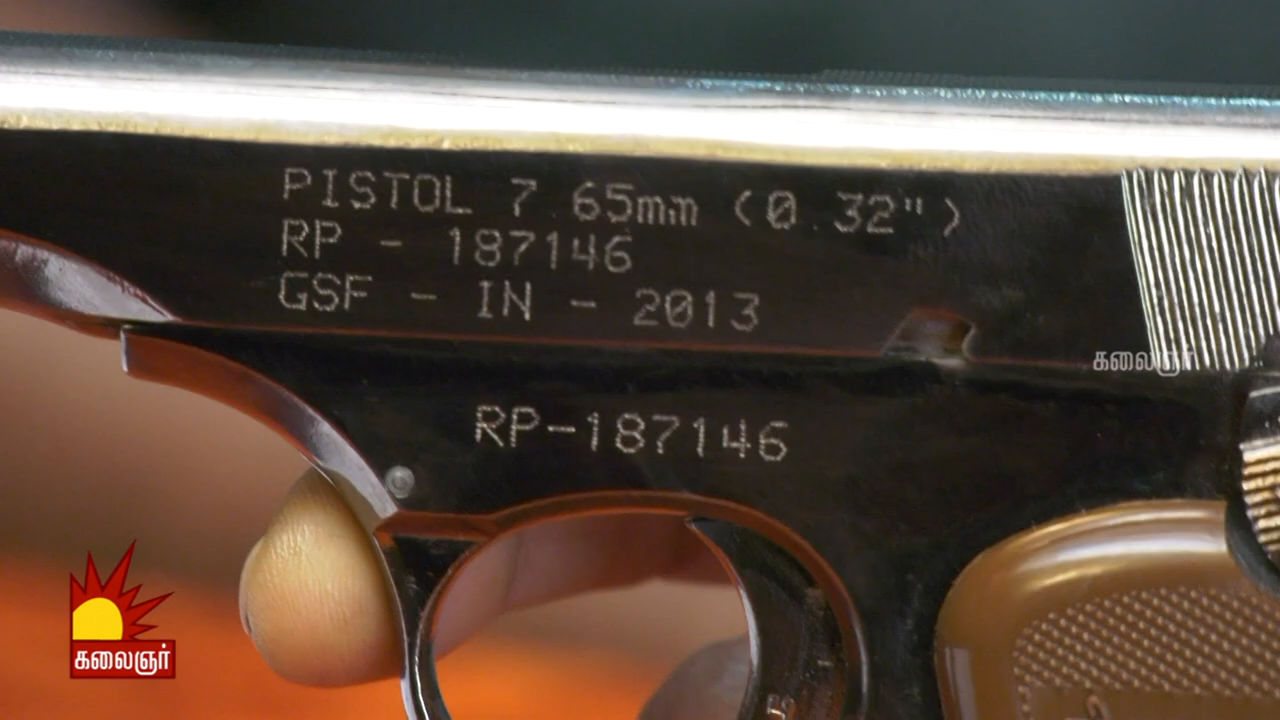 PISTOL 7.65mm (0.32")
RP - 187146
GSF - IN - 2013
கலைஞர்
RP-187146
கலைஞர்